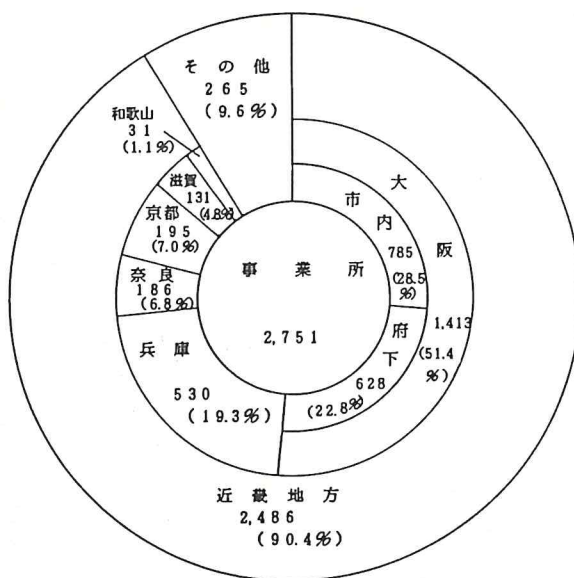 その他
265
(9.6%)
和歌山
31
(1.1%)
滋賀
131
(4.8%)
京都
195
(7.0%)
奈良
186
(6.8%)
兵庫
530
(19.3%)
事業所
2,751
大阪
1,413
(51.4
%)
市内
785
(28.5
%)
府下
628
(22.8%)
近畿地方
2,486
(90.4%)